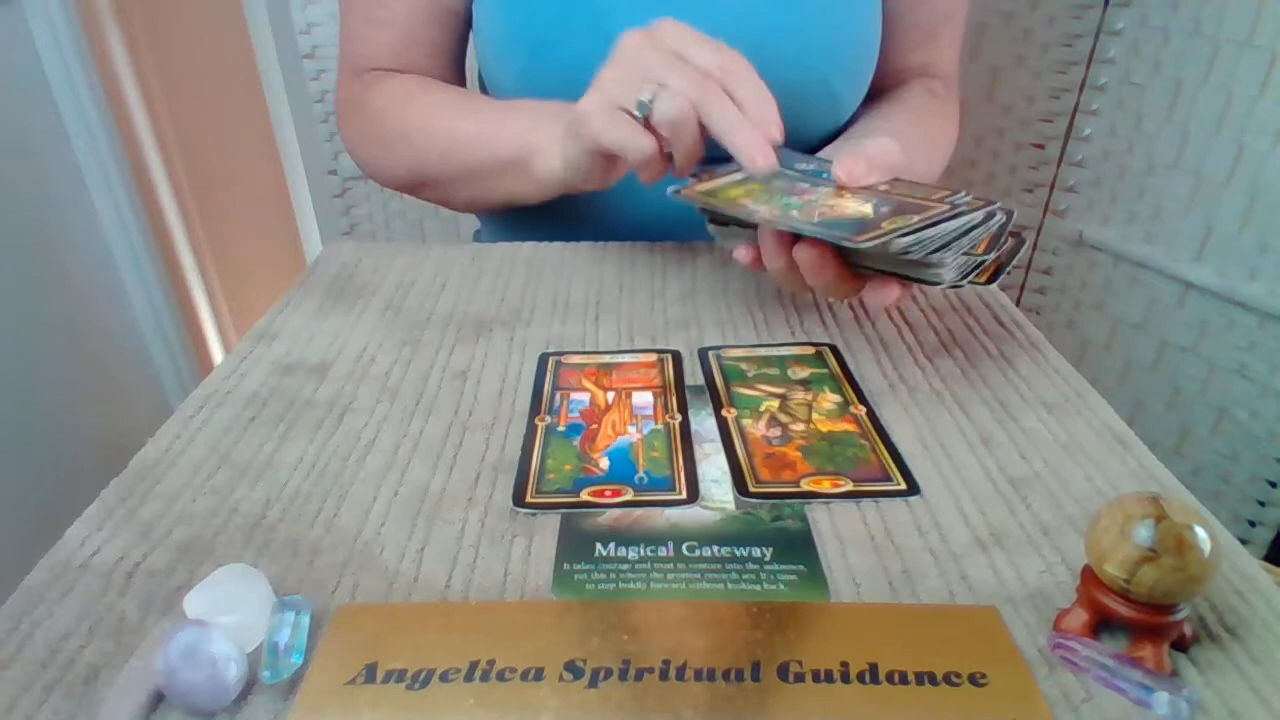 Magical Gateway
It takes courage and trust to venture into the unknown,
yet this is where the greatest rewards are. It's time
to step boldly forward without looking back.
Angelica Spiritual Guidance